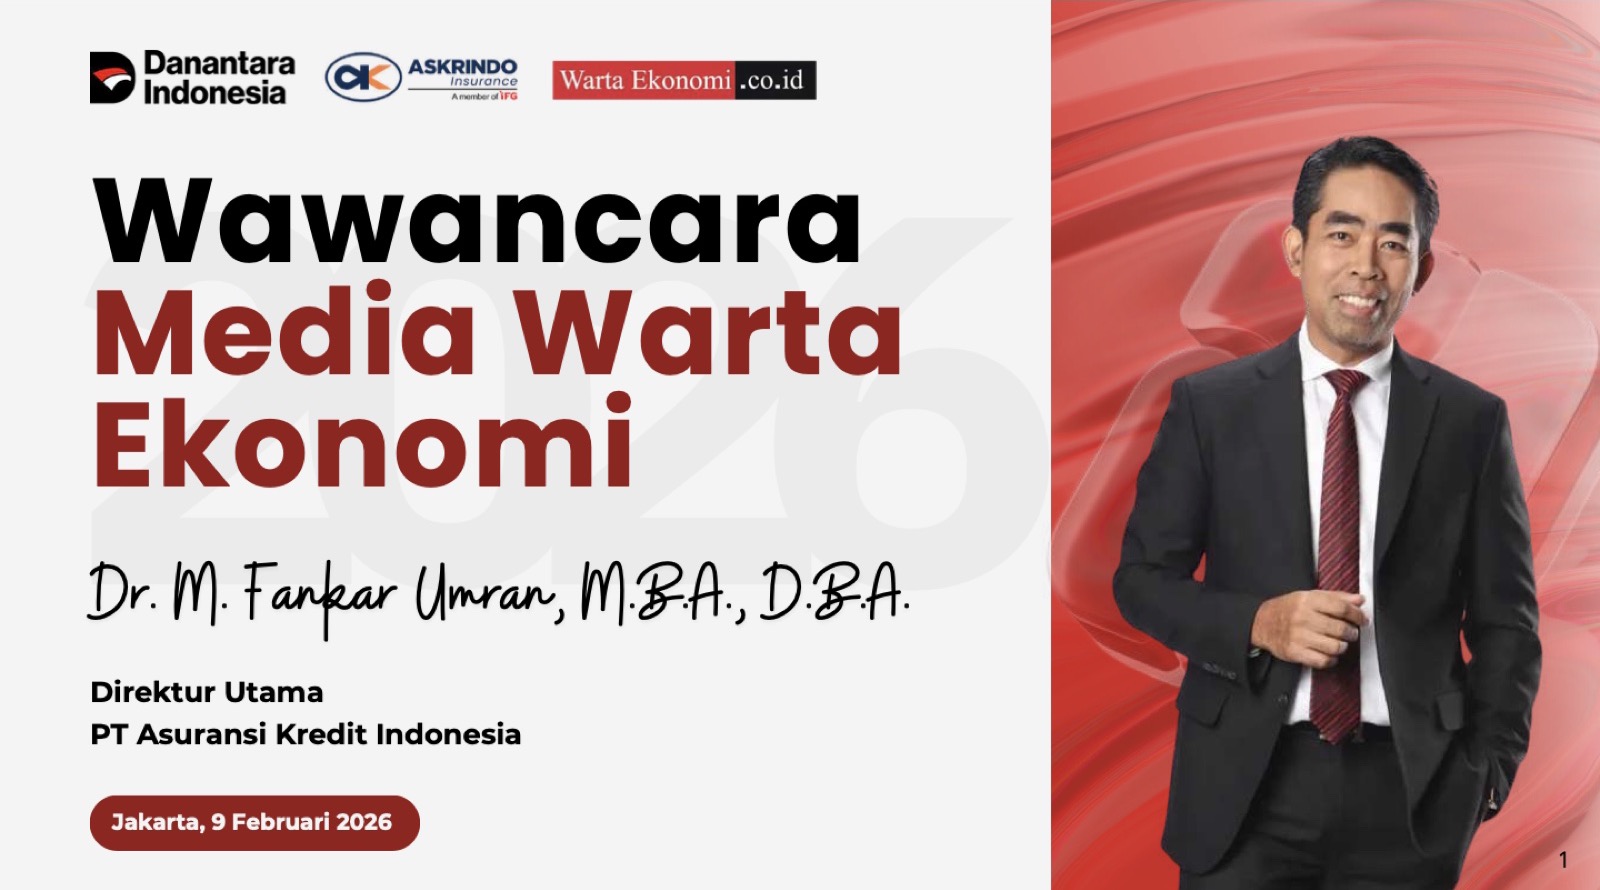 Danantara
Indonesia
ASKRINDO
Insurance
A member of IFG
Warta Ekonomi .co.id
2026
Wawancara
Media Warta
Ekonomi
Dr. M. Fankar Umran, M.B.A., D.B.A.
Direktur Utama
PT Asuransi Kredit Indonesia
Jakarta, 9 Februari 2026
1